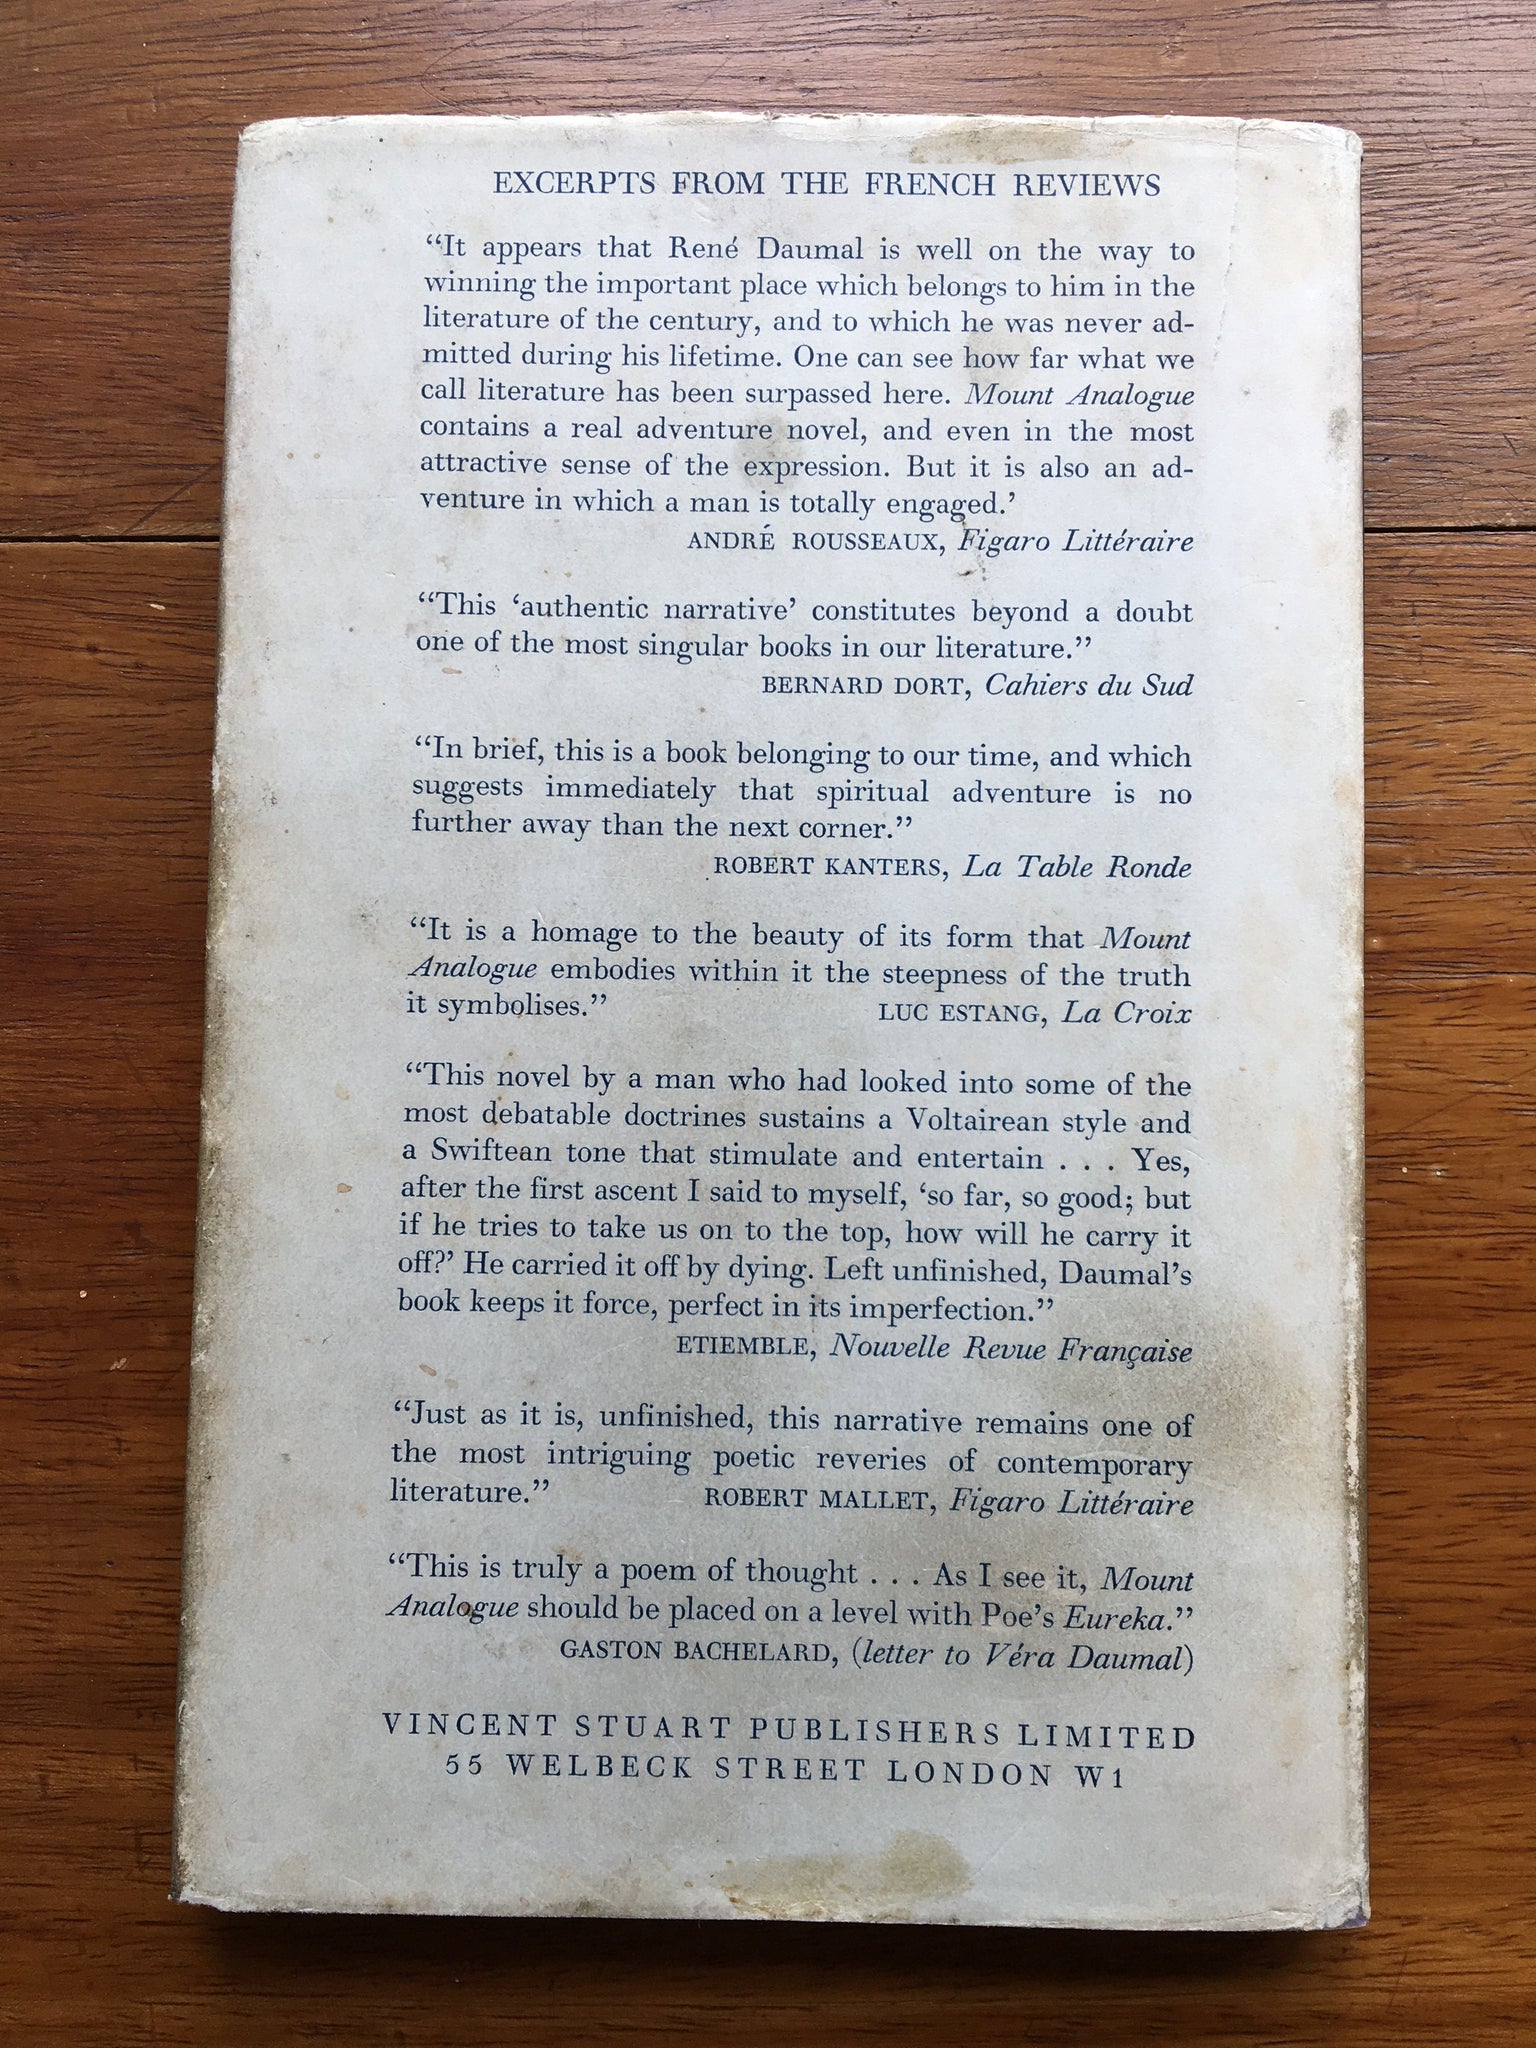 EXCERPTS FROM THE FRENCH REVIEWS
“It appears that René Daumal is well on the way to
winning the important place which belongs to him in the
literature of the century, and to which he was never ad-
mitted during his lifetime. One can see how far what we
call literature has been surpassed here. Mount Analogue
contains a real adventure novel, and even in the most
attractive sense of the expression. But it is also an ad-
venture in which a man is totally engaged.’
ANDRÉ ROUSSEAUX, Figaro Littéraire
“This ‘authentic narrative’ constitutes beyond a doubt
one of the most singular books in our literature.”
BERNARD DORT, Cahiers du Sud
“In brief, this is a book belonging to our time, and which
suggests immediately that spiritual adventure is no
further away than the next corner.”
ROBERT KANTERS, La Table Ronde
“It is a homage to the beauty of its form that Mount
Analogue embodies within it the steepness of the truth
it symbolises.” LUC ESTANG, La Croix
“This novel by a man who had looked into some of the
most debatable doctrines sustains a Voltairean style and
a Swiftean tone that stimulate and entertain . . . Yes,
after the first ascent I said to myself, ‘so far, so good; but
if he tries to take us on to the top, how will he carry it
off?’ He carried it off by dying. Left unfinished, Daumal’s
book keeps it force, perfect in its imperfection.”
ETIEMBLE, Nouvelle Revue Française
“Just as it is, unfinished, this narrative remains one of
the most intriguing poetic reveries of contemporary
literature.” ROBERT MALLET, Figaro Littéraire
“This is truly a poem of thought . . . As I see it, Mount
Analogue should be placed on a level with Poe’s Eureka.”
GASTON BACHELARD, (letter to Véra Daumal)
VINCENT STUART PUBLISHERS LIMITED
55 WELBECK STREET LONDON W1